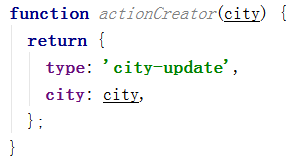 function actionCreator(city) {
  return {
    type: 'city-update',
    city: city,
  };
}